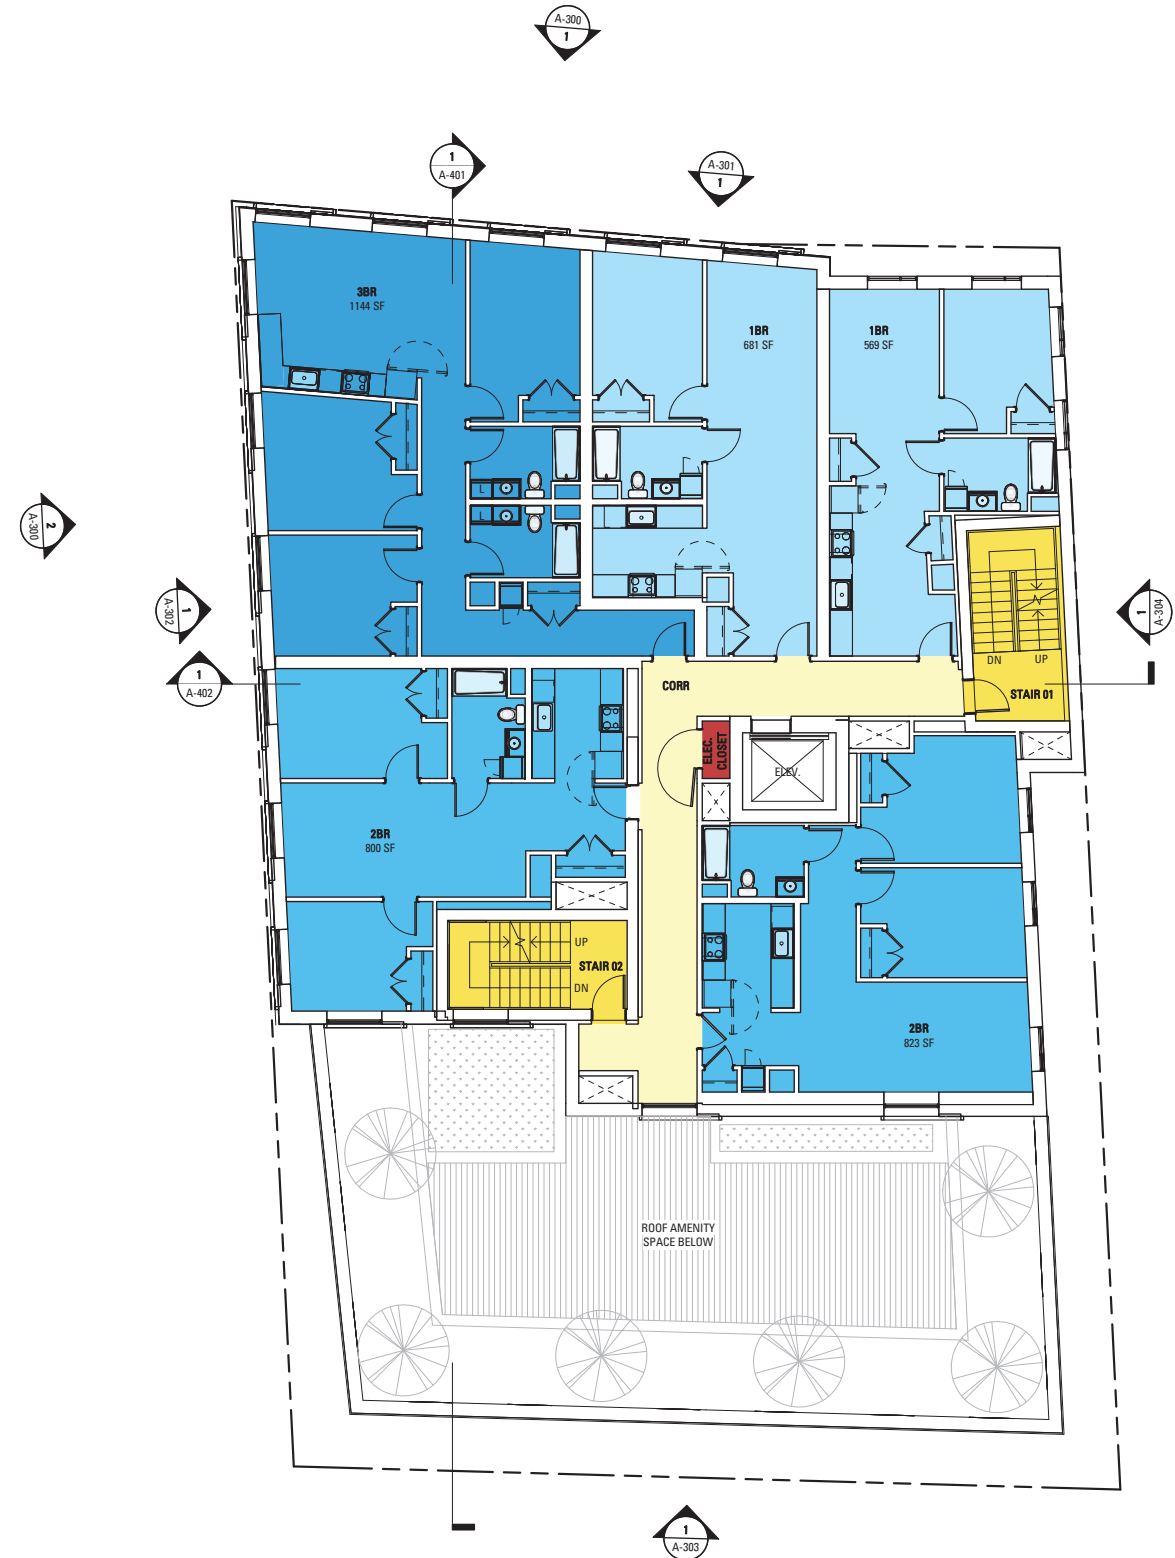 A-300
1
1
A-401
A-301
1
3BR
1144 SF
1BR
681 SF
1BR
569 SF
L
L
2
A-300
1
A-302
1
A-304
1
A-402
DN
UP
STAIR 01
CORR
ELEC.
CLOSET
ELEV.
2BR
800 SF
UP
STAIR 02
DN
2BR
823 SF
ROOF AMENITY
SPACE BELOW
1
A-303